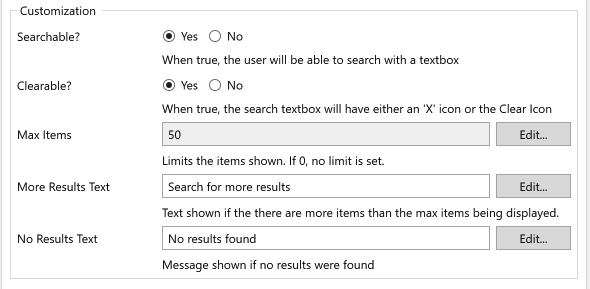 Customization
Searchable? Yes No
When true, the user will be able to search with a textbox
Clearable? Yes No
When true, the search textbox will have either an 'X' icon or the Clear Icon
Max Items 50 Edit...
Limits the items shown. If 0, no limit is set.
More Results Text Search for more results Edit...
Text shown if the there are more items than the max items being displayed.
No Results Text No results found Edit...
Message shown if no results were found